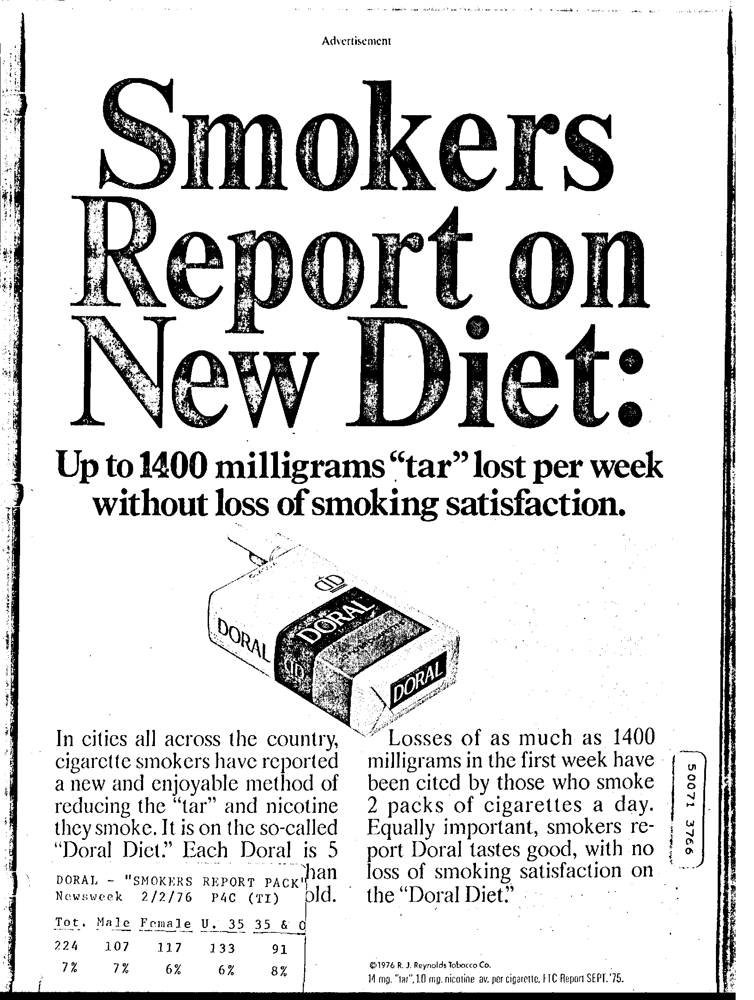 Advertisement
Smokers
Report on
New Diet:
Up to 1400 milligrams “tar” lost per week
without loss of smoking satisfaction.
DORAL
DORAL
DORAL
In cities all across the country,
cigarette smokers have reported
a new and enjoyable method of
reducing the “tar” and nicotine
they smoke. It is on the so-called
“Doral Diet.” Each Doral is 5
han
old.
DORAL - "SMOKERS REPORT PACK"
Newsweek 2/2/76 P4C (TI)
Tot. Male Female U. 35 35 & O
224 107 117 133 91
7% 7% 6% 6% 8%
Losses of as much as 1400
milligrams in the first week have
been cited by those who smoke
2 packs of cigarettes a day.
Equally important, smokers re-
port Doral tastes good, with no
loss of smoking satisfaction on
the “Doral Diet.”
©1976 R. J. Reynolds Tobacco Co.
14 mg. "tar", 1.0 mg. nicotine av. per cigarette, FTC Report SEPT. '75.
50071 3766